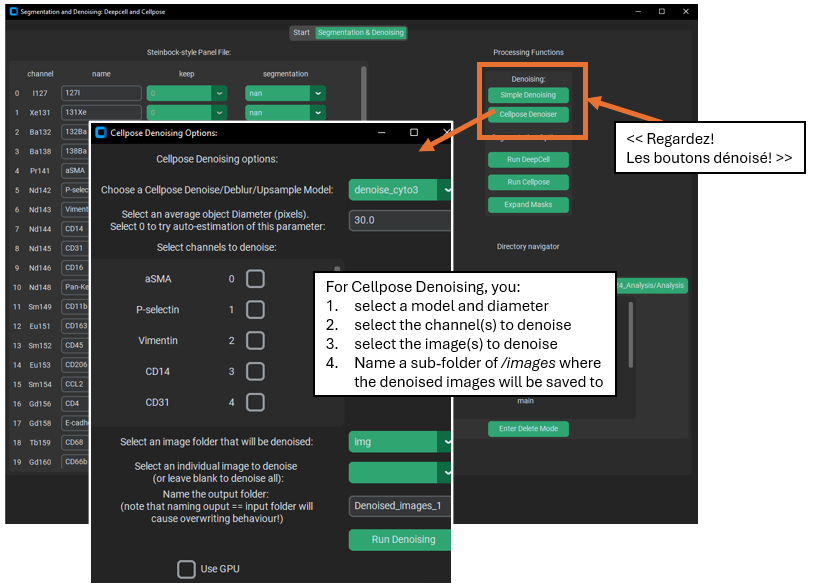 Segmentation and Denoising: Deepcell and Cellpose
Start Segmentation & Denoising
Steinbock-style Panel File:
channel name keep segmentation
0 I127 127I 0 nan
1 Xe131 131Xe 0 nan
2 Ba132 132Ba
3 Ba138 138Ba
4 Pr141 aSMA
5 Nd142 P-selec
6 Nd143 Viment
7 Nd144 CD14
8 Nd145 CD31
9 Nd146 CD16
10 Nd148 Pan-Ke
11 Sm149 CD11b
12 Eu151 CD163
13 Sm152 CD45
14 Eu153 CD206
15 Sm154 CCL2
16 Gd156 CD4
17 Gd158 E-cadh
18 Tb159 CD68
19 Gd160 CD66b
Processing Functions
Denoising:
Simple Denoising
Cellpose Denoiser
Run DeepCell
Run Cellpose
Expand Masks
Directory navigator
4_Analysis/Analysis
main
Enter Delete Mode
<< Regardez!
Les boutons dénoisé! >>
Cellpose Denoising Options:
Cellpose Denoising options:
Choose a Cellpose Denoise/Deblur/Upsample Model: denoise_cyto3
Select an average object Diameter (pixels).
Select 0 to try auto-estimation of this parameter: 30.0
Select channels to denoise:
aSMA 0
P-selectin 1
Vimentin 2
CD14 3
CD31 4
Select an image folder that will be denoised: img
Select an individual image to denoise
(or leave blank to denoise all):
Name the output folder:
(note that naming ouput == input folder will
cause overwriting behaviour!)
Denoised_images_1
Run Denoising
Use GPU
For Cellpose Denoising, you:
1. select a model and diameter
2. select the channel(s) to denoise
3. select the image(s) to denoise
4. Name a sub-folder of /images where
the denoised images will be saved to